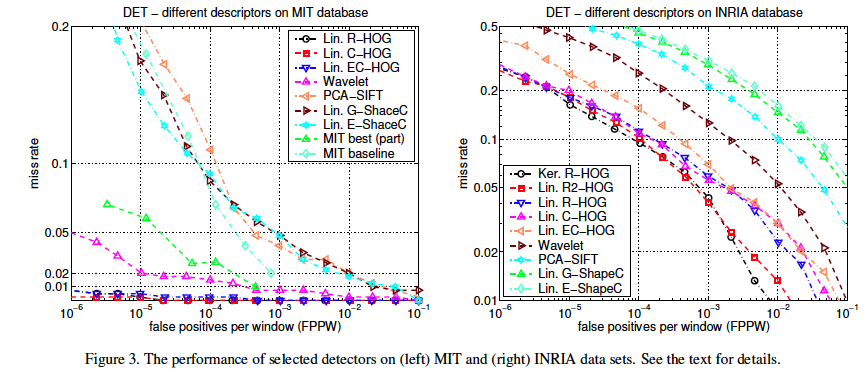 DET – different descriptors on MIT database
0.2
0.1
0.05
0.02
0.01
miss rate
Lin. R–HOG
Lin. C–HOG
Lin. EC–HOG
Wavelet
PCA–SIFT
Lin. G–ShaceC
Lin. E–ShaceC
MIT best (part)
MIT baseline
10⁻⁶ 10⁻⁵ 10⁻⁴ 10⁻³ 10⁻² 10⁻¹
false positives per window (FPPW)
DET – different descriptors on INRIA database
0.5
0.2
0.1
0.05
0.02
0.01
miss rate
Ker. R–HOG
Lin. R2–HOG
Lin. R–HOG
Lin. C–HOG
Lin. EC–HOG
Wavelet
PCA–SIFT
Lin. G–ShapeC
Lin. E–ShapeC
10⁻⁶ 10⁻⁵ 10⁻⁴ 10⁻³ 10⁻² 10⁻¹
false positives per window (FPPW)
Figure 3. The performance of selected detectors on (left) MIT and (right) INRIA data sets. See the text for details.